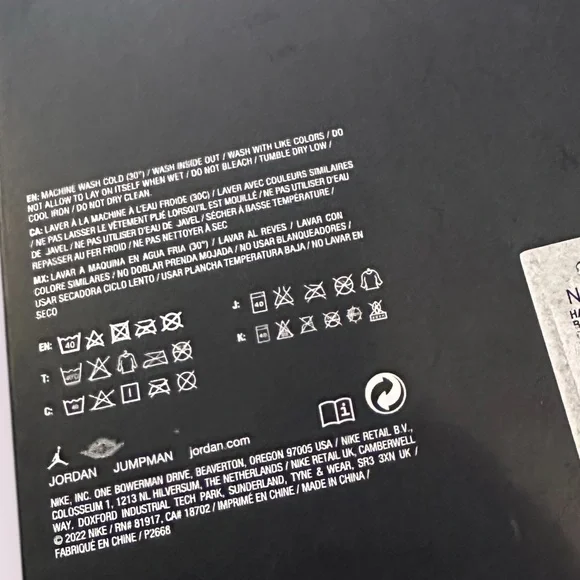 EN: MACHINE WASH COLD (30°) / WASH INSIDE OUT / WASH WITH LIKE COLORS / DO
NOT ALLOW TO LAY ON ITSELF WHEN WET / DO NOT BLEACH / TUMBLE DRY LOW /
COOL IRON / DO NOT DRY CLEAN.
CA: LAVER À LA MACHINE À L'EAU FROIDE (30C) / LAVER AVEC COULEURS SIMILAIRES
/ NE PAS LAISSER LE VÊTEMENT PLIÉ LORSQU'IL EST MOUILLÉ / NE PAS UTILISER D'EAU
DE JAVEL / NE PAS UTILISER D'EAU DE JAVEL / SÉCHER À BASSE TEMPÉRATURE /
REPASSER AU FER FROID / NE PAS NETTOYER À SEC
MX: LAVAR A MAQUINA EN AGUA FRIA (30°) / LAVAR AL REVES / LAVAR CON
COLORE SIMILARES / NO DOBLAR PRENDA MOJADA / NO USAR BLANQUEADORES /
USAR SECADORA CICLO LENTO / USAR PLANCHA TEMPERATURA BAJA / NO LAVAR EN
SECO
EN: 40
T:
C:
J: 40
K:
JORDAN JUMPMAN jordan.com
NIKE, INC. ONE BOWERMAN DRIVE, BEAVERTON, OREGON 97005 USA / NIKE RETAIL B.V.,
COLOSSEUM 1, 1213 NL HILVERSUM, THE NETHERLANDS / NIKE RETAIL UK, CAMBERWELL
WAY, DOXFORD INDUSTRIAL TECH PARK, SUNDERLAND, TYNE & WEAR, SR3 3XN UK /
© 2022 NIKE / RN# 81917, CA# 18702 / IMPRIMÉ EN CHINE / MADE IN CHINA /
FABRIQUÉ EN CHINE / P2668